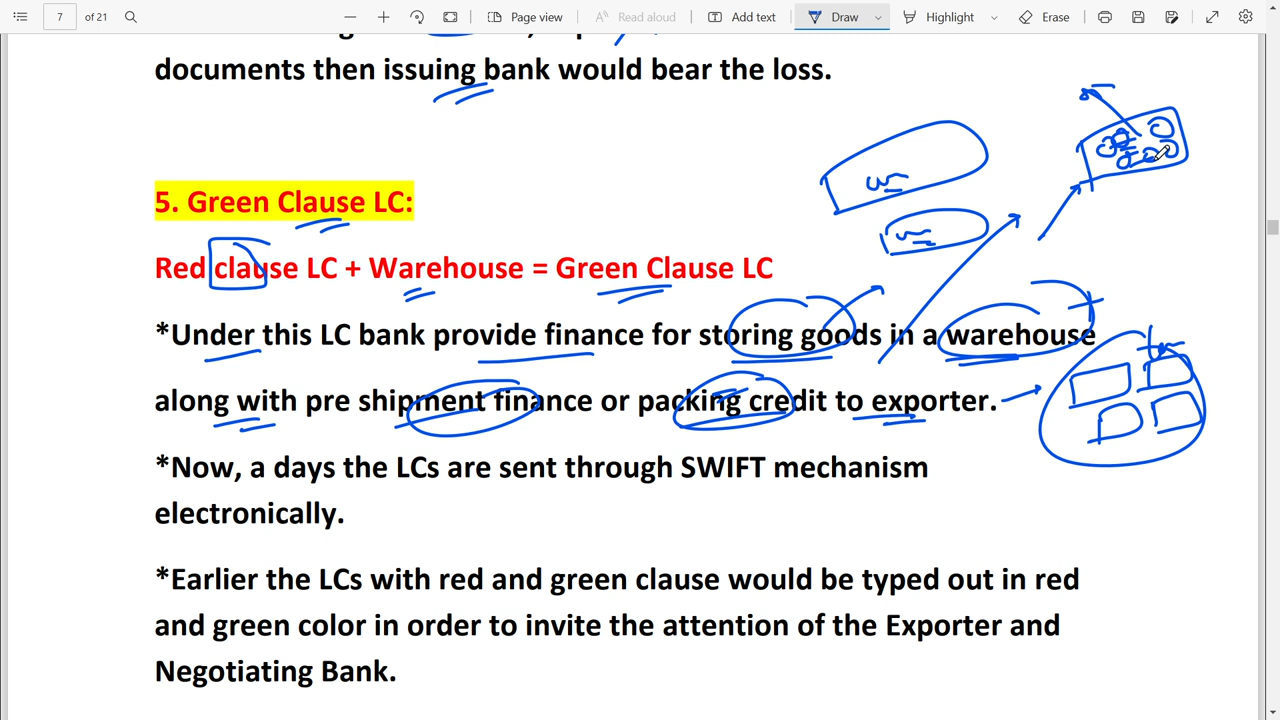 7 of 21 Page view Read aloud Add text Draw Highlight Erase
documents then issuing bank would bear the loss.
5. Green Clause LC:
Red clause LC + Warehouse = Green Clause LC
*Under this LC bank provide finance for storing goods in a warehouse
along with pre shipment finance or packing credit to exporter.
*Now, a days the LCs are sent through SWIFT mechanism
electronically.
*Earlier the LCs with red and green clause would be typed out in red
and green color in order to invite the attention of the Exporter and
Negotiating Bank.